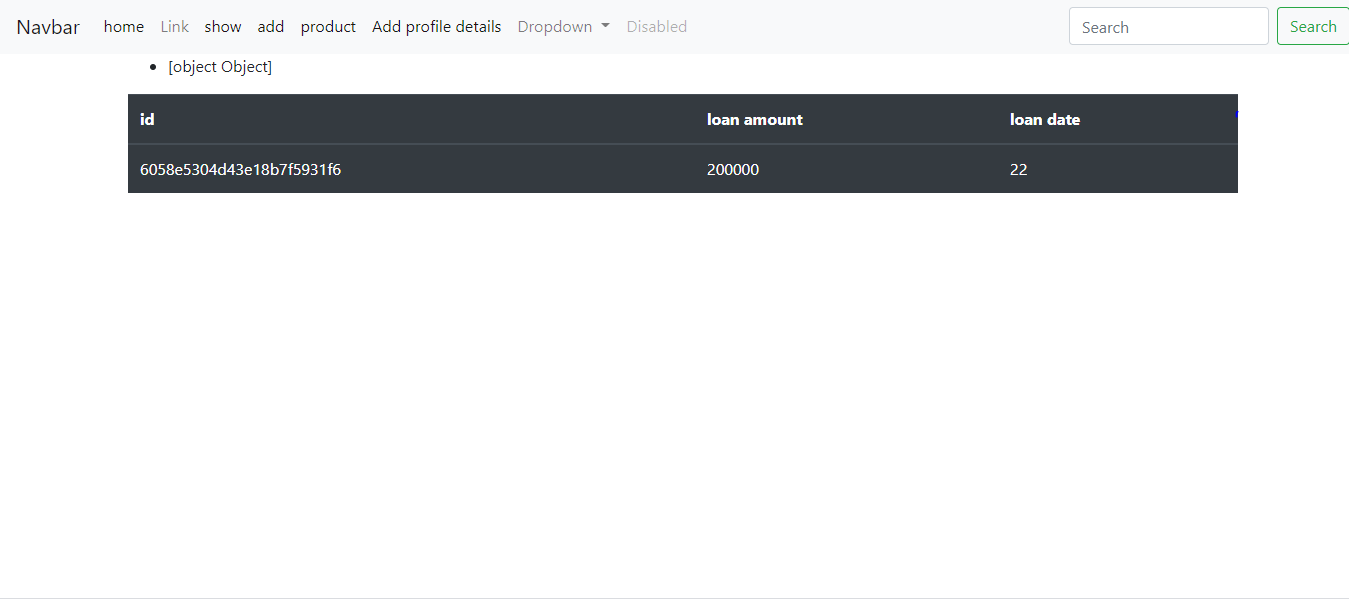 Navbar home Link show add product Add profile details Dropdown Disabled Search Search
[object Object]
id loan amount loan date
6058e5304d43e18b7f5931f6 200000 22